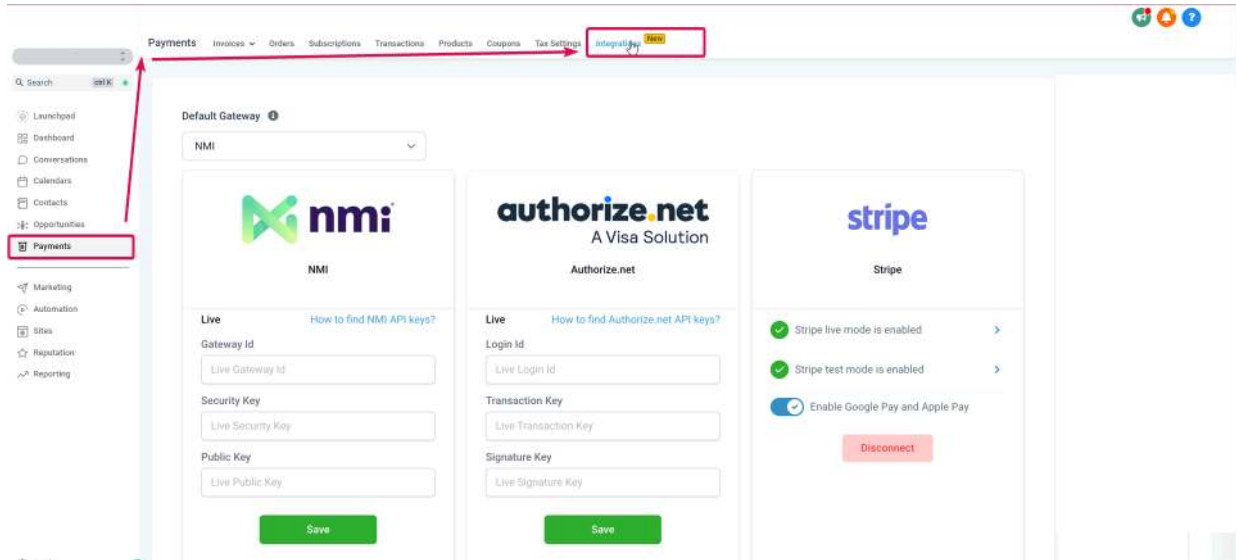 Payments Invoices Orders Subscriptions Transactions Products Coupons Tax Settings Integrations New
Search ctrl K
Launchpad
Dashboard
Conversations
Calendars
Contacts
Opportunities
Payments
Marketing
Automation
Sites
Reputation
Reporting
Default Gateway
NMI
nmi
NMI
Live How to find NMI API keys?
Gateway Id
Live Gateway Id
Security Key
Live Security Key
Public Key
Live Public Key
Save
authorize.net
A Visa Solution
Authorize.net
Live How to find Authorize.net API keys?
Login Id
Live Login Id
Transaction Key
Live Transaction Key
Signature Key
Live Signature Key
Save
stripe
Stripe
Stripe live mode is enabled
Stripe test mode is enabled
Enable Google Pay and Apple Pay
Disconnect